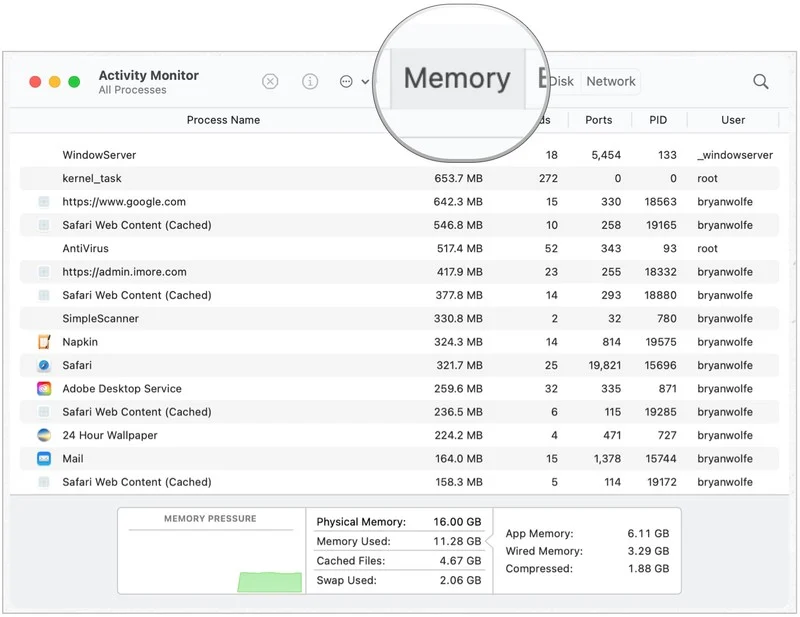 Activity Monitor
All Processes
Memory
Disk Network
Process Name Ports PID User
WindowServer 18 5,454 133 _windowserver
kernel_task 653.7 MB 272 0 0 root
https://www.google.com 642.3 MB 15 330 18563 bryanwolfe
Safari Web Content (Cached) 546.8 MB 10 258 19165 bryanwolfe
AntiVirus 517.4 MB 52 343 93 root
https://admin.imore.com 417.9 MB 23 255 18332 bryanwolfe
Safari Web Content (Cached) 377.8 MB 14 293 18880 bryanwolfe
SimpleScanner 330.8 MB 2 32 780 bryanwolfe
Napkin 324.3 MB 14 814 19575 bryanwolfe
Safari 321.7 MB 25 19,821 15696 bryanwolfe
Adobe Desktop Service 259.6 MB 32 335 871 bryanwolfe
Safari Web Content (Cached) 236.5 MB 6 115 19285 bryanwolfe
24 Hour Wallpaper 224.2 MB 4 471 727 bryanwolfe
Mail 164.0 MB 15 1,378 15744 bryanwolfe
Safari Web Content (Cached) 158.3 MB 5 114 19172 bryanwolfe
MEMORY PRESSURE
Physical Memory: 16.00 GB
Memory Used: 11.28 GB
Cached Files: 4.67 GB
Swap Used: 2.06 GB
App Memory: 6.11 GB
Wired Memory: 3.29 GB
Compressed: 1.88 GB